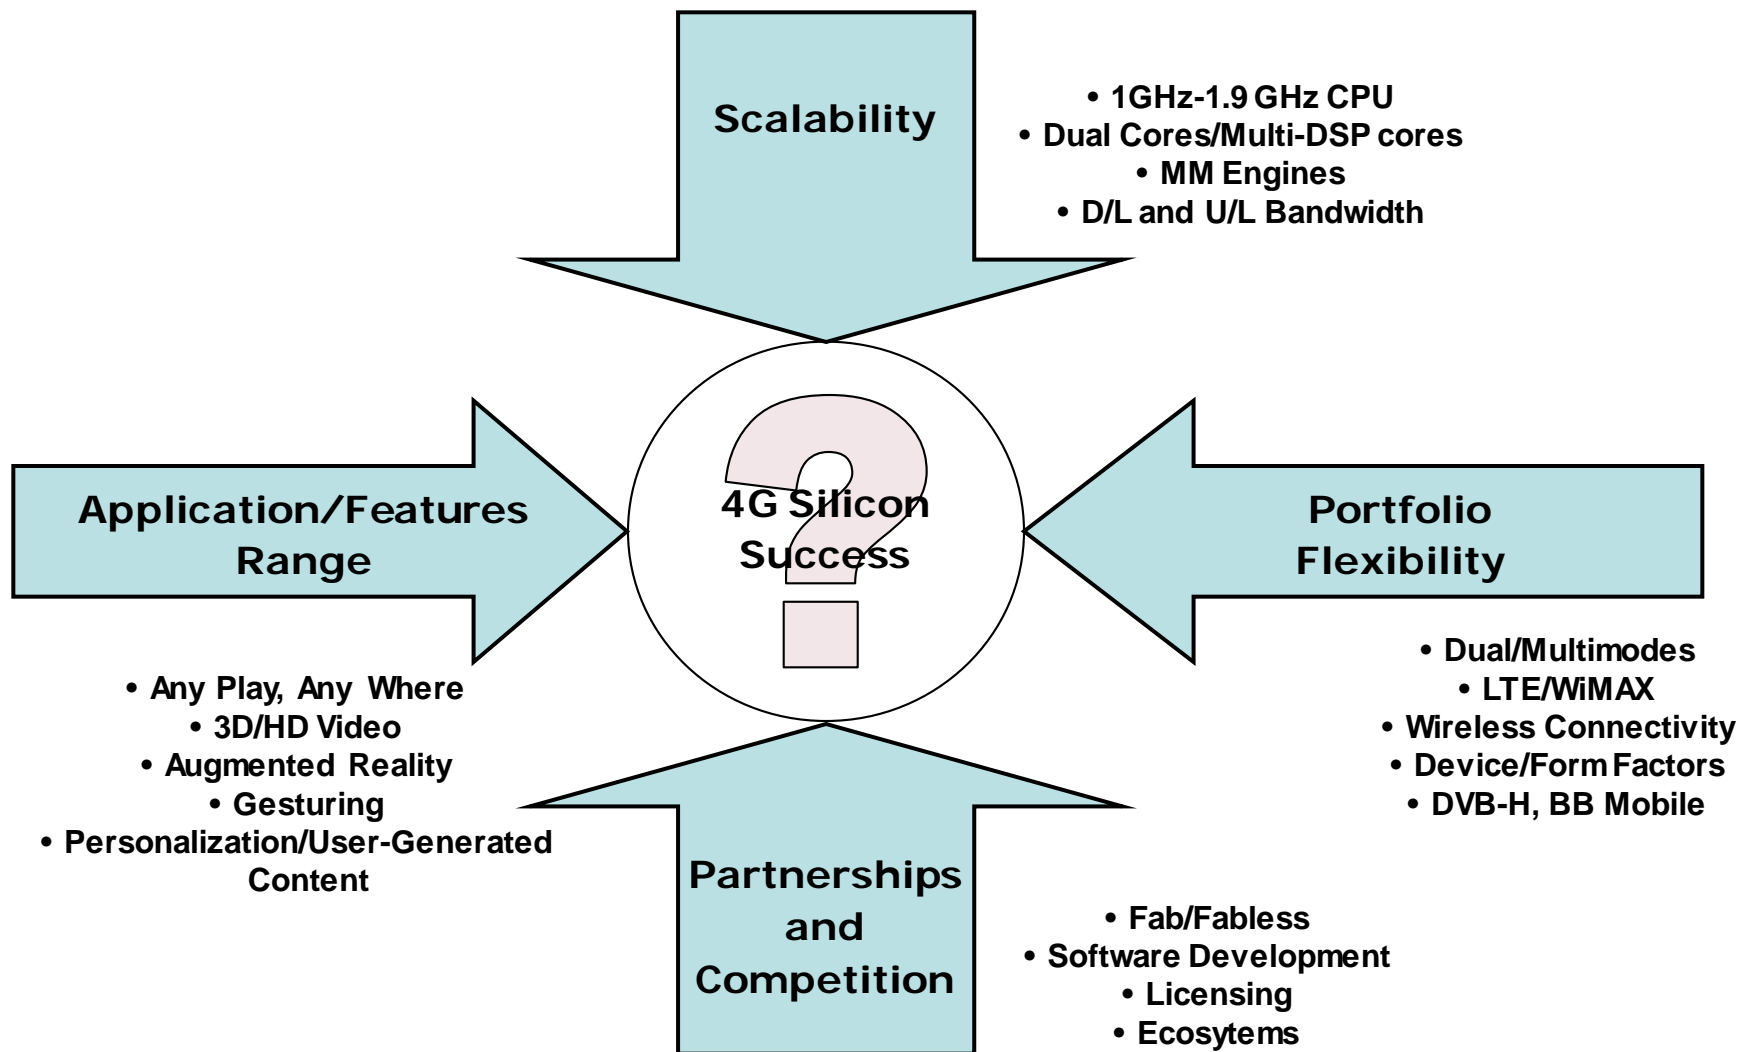 Scalability
• 1GHz-1.9 GHz CPU
• Dual Cores/Multi-DSP cores
• MM Engines
• D/L and U/L Bandwidth
Application/Features
Range
?
4G Silicon
Success
Portfolio
Flexibility
• Any Play, Any Where
• 3D/HD Video
• Augmented Reality
• Gesturing
• Personalization/User-Generated
Content
• Dual/Multimodes
• LTE/WiMAX
• Wireless Connectivity
• Device/Form Factors
• DVB-H, BB Mobile
Partnerships
and
Competition
• Fab/Fabless
• Software Development
• Licensing
• Ecosytems